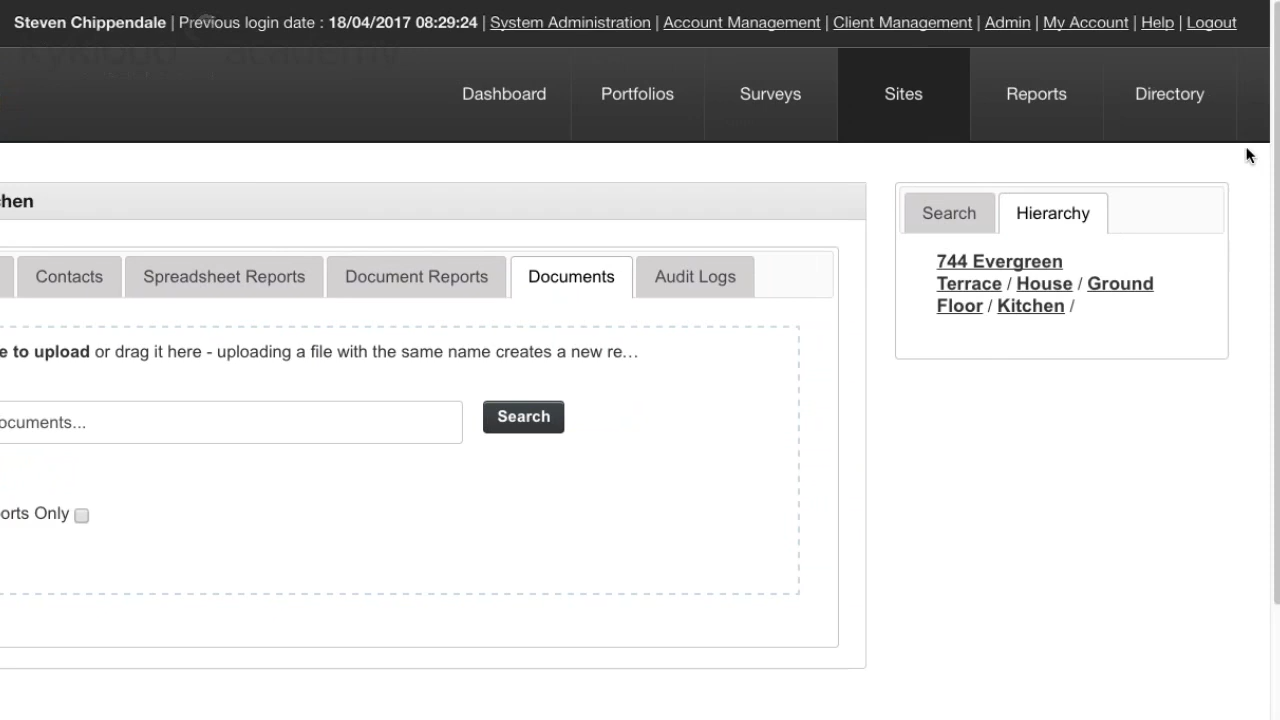 Steven Chippendale | Previous login date : 18/04/2017 08:29:24 | System Administration | Account Management | Client Management | Admin | My Account | Help | Logout
academy
Dashboard Portfolios Surveys Sites Reports Directory
chen
Search Hierarchy
Contacts Spreadsheet Reports Document Reports Documents Audit Logs
744 Evergreen
Terrace / House / Ground
Floor / Kitchen /
e to upload or drag it here - uploading a file with the same name creates a new re…
ocuments... Search
orts Only